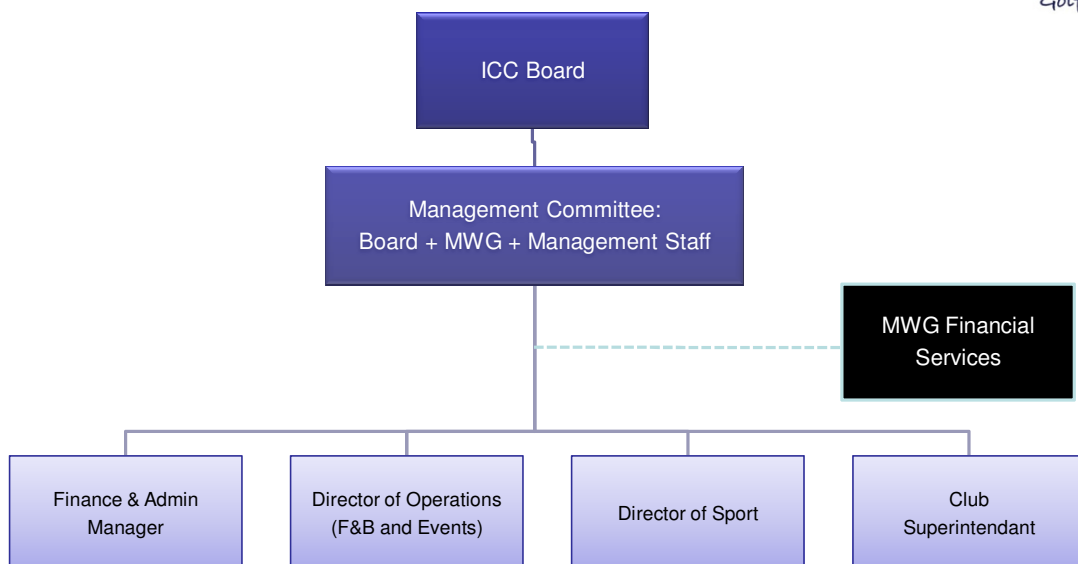 ICC Board
Management Committee:
Board + MWG + Management Staff
MWG Financial
Services
Finance & Admin
Manager
Director of Operations
(F&B and Events)
Director of Sport
Club
Superintendant